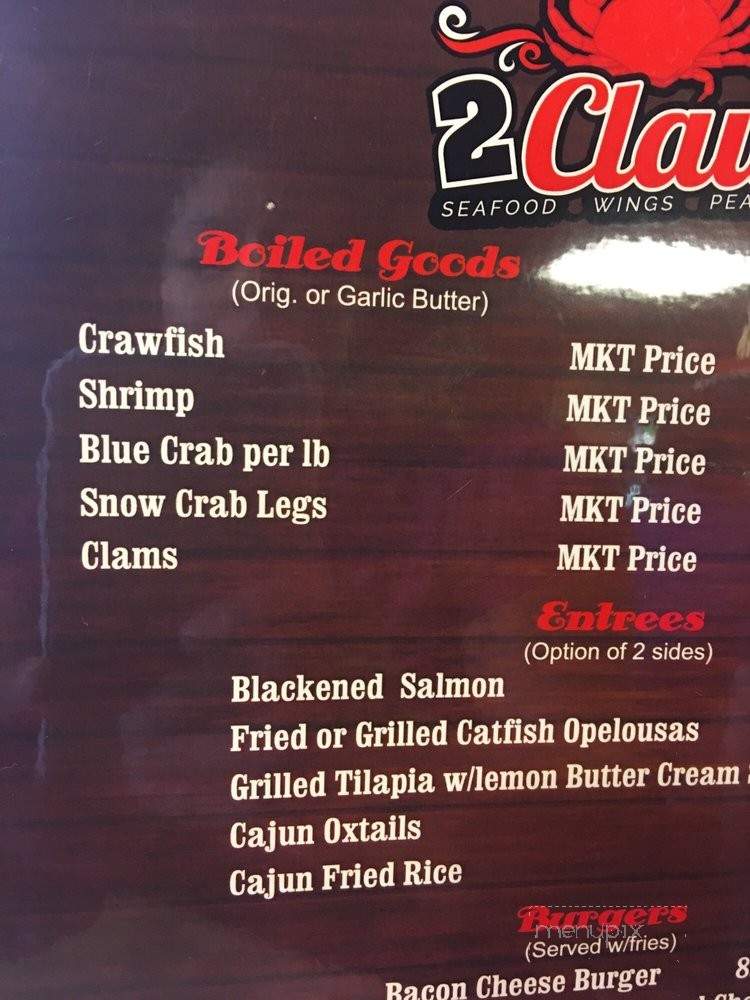 2
SEAFOOD WINGS
Boiled Goods
(Orig. or Garlic Butter)
Crawfish MKT Price
Shrimp MKT Price
Blue Crab per lb MKT Price
Snow Crab Legs MKT Price
Clams MKT Price
Entrees
(Option of 2 sides)
Blackened Salmon
Fried or Grilled Catfish Opelousas
Grilled Tilapia w/lemon Butter Cream
Cajun Oxtails
Cajun Fried Rice
Burgers
menupix
(Served w/fries)
Bacon Cheese Burger 8